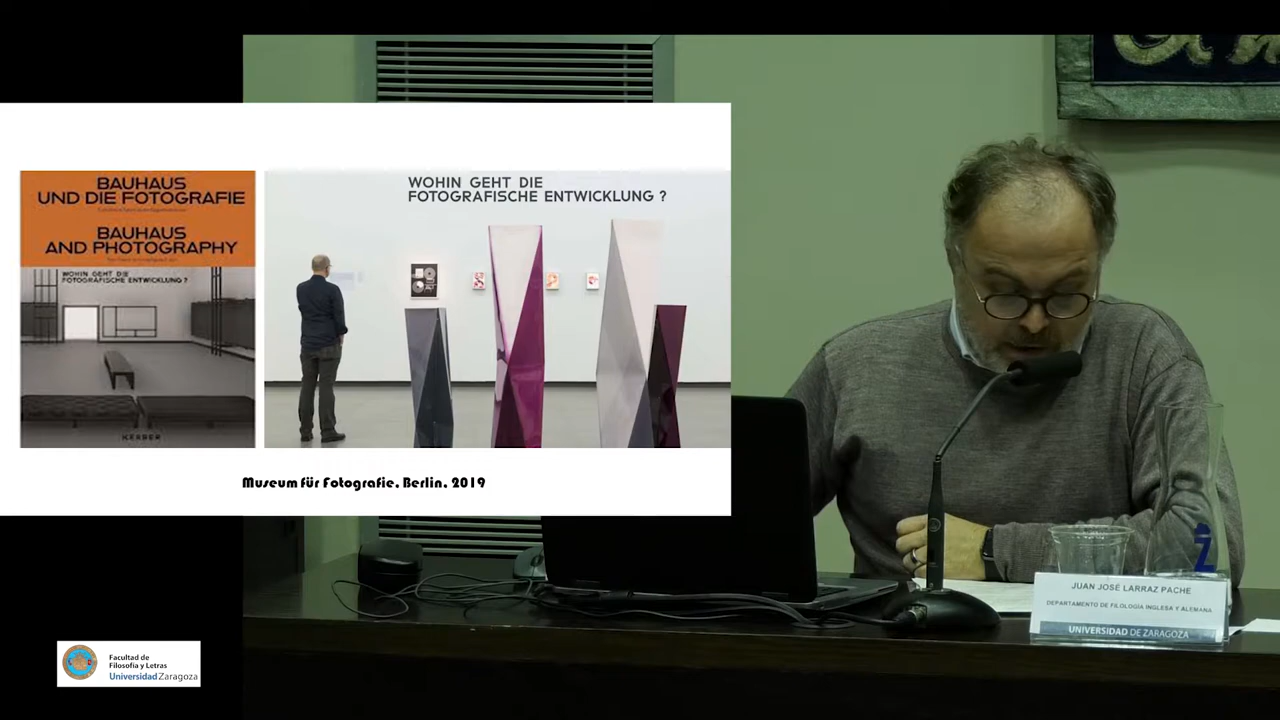 BAUHAUS
UND DIE FOTOGRAFIE
BAUHAUS
AND PHOTOGRAPHY
WOHIN GEHT DIE
FOTOGRAFISCHE ENTWICKLUNG ?
KERBER
WOHIN GEHT DIE
FOTOGRAFISCHE ENTWICKLUNG ?
Museum für Fotografie, Berlin, 2019
JUAN JOSÉ LARRAZ PACHE
DEPARTAMENTO DE FILOLOGÍA INGLESA Y ALEMANA
UNIVERSIDAD DE ZARAGOZA
Facultad de
Filosofía y Letras
Universidad Zaragoza